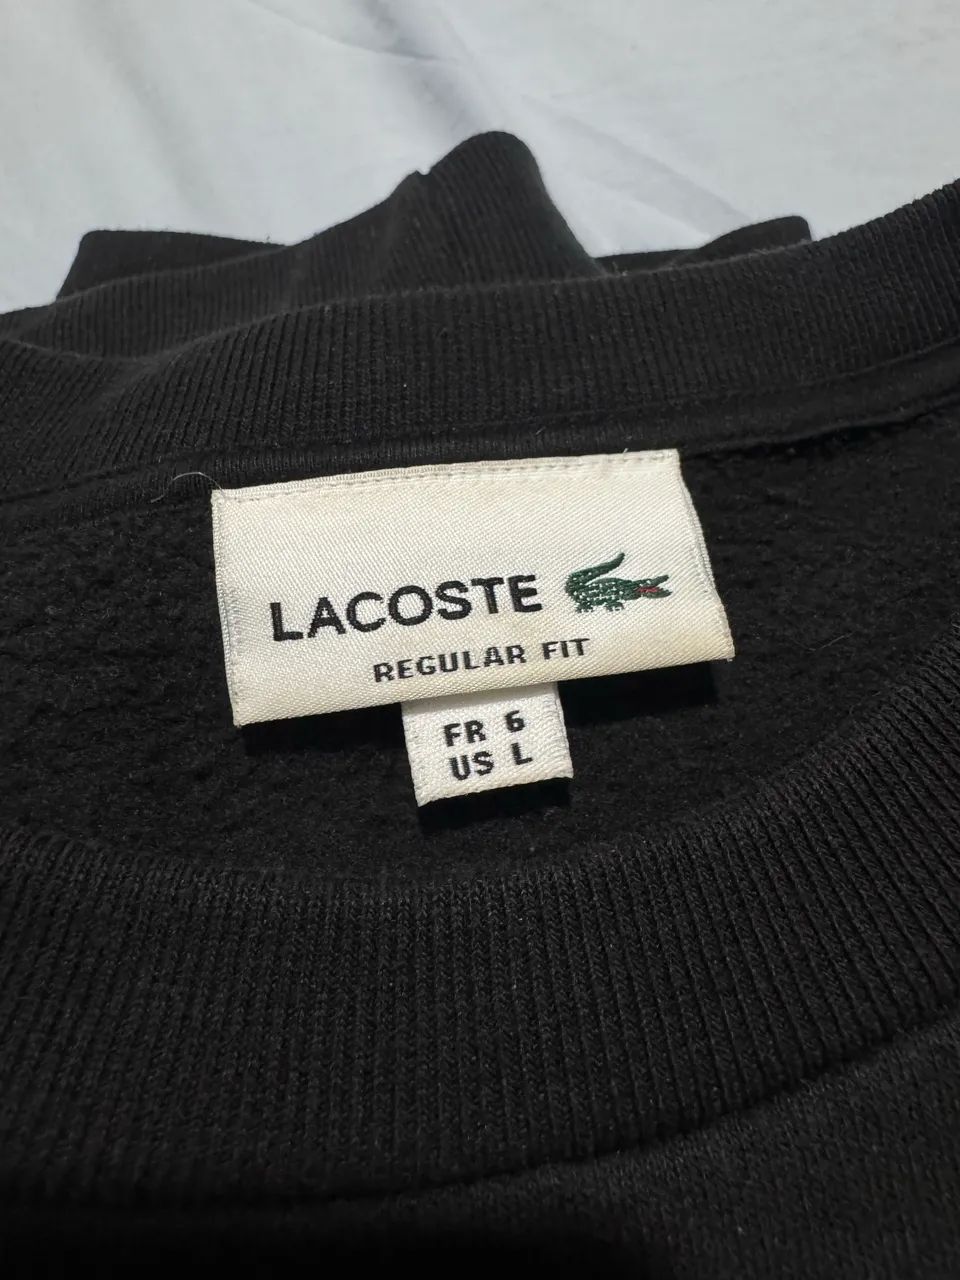 LACOSTE
REGULAR FIT
FR 6
US L